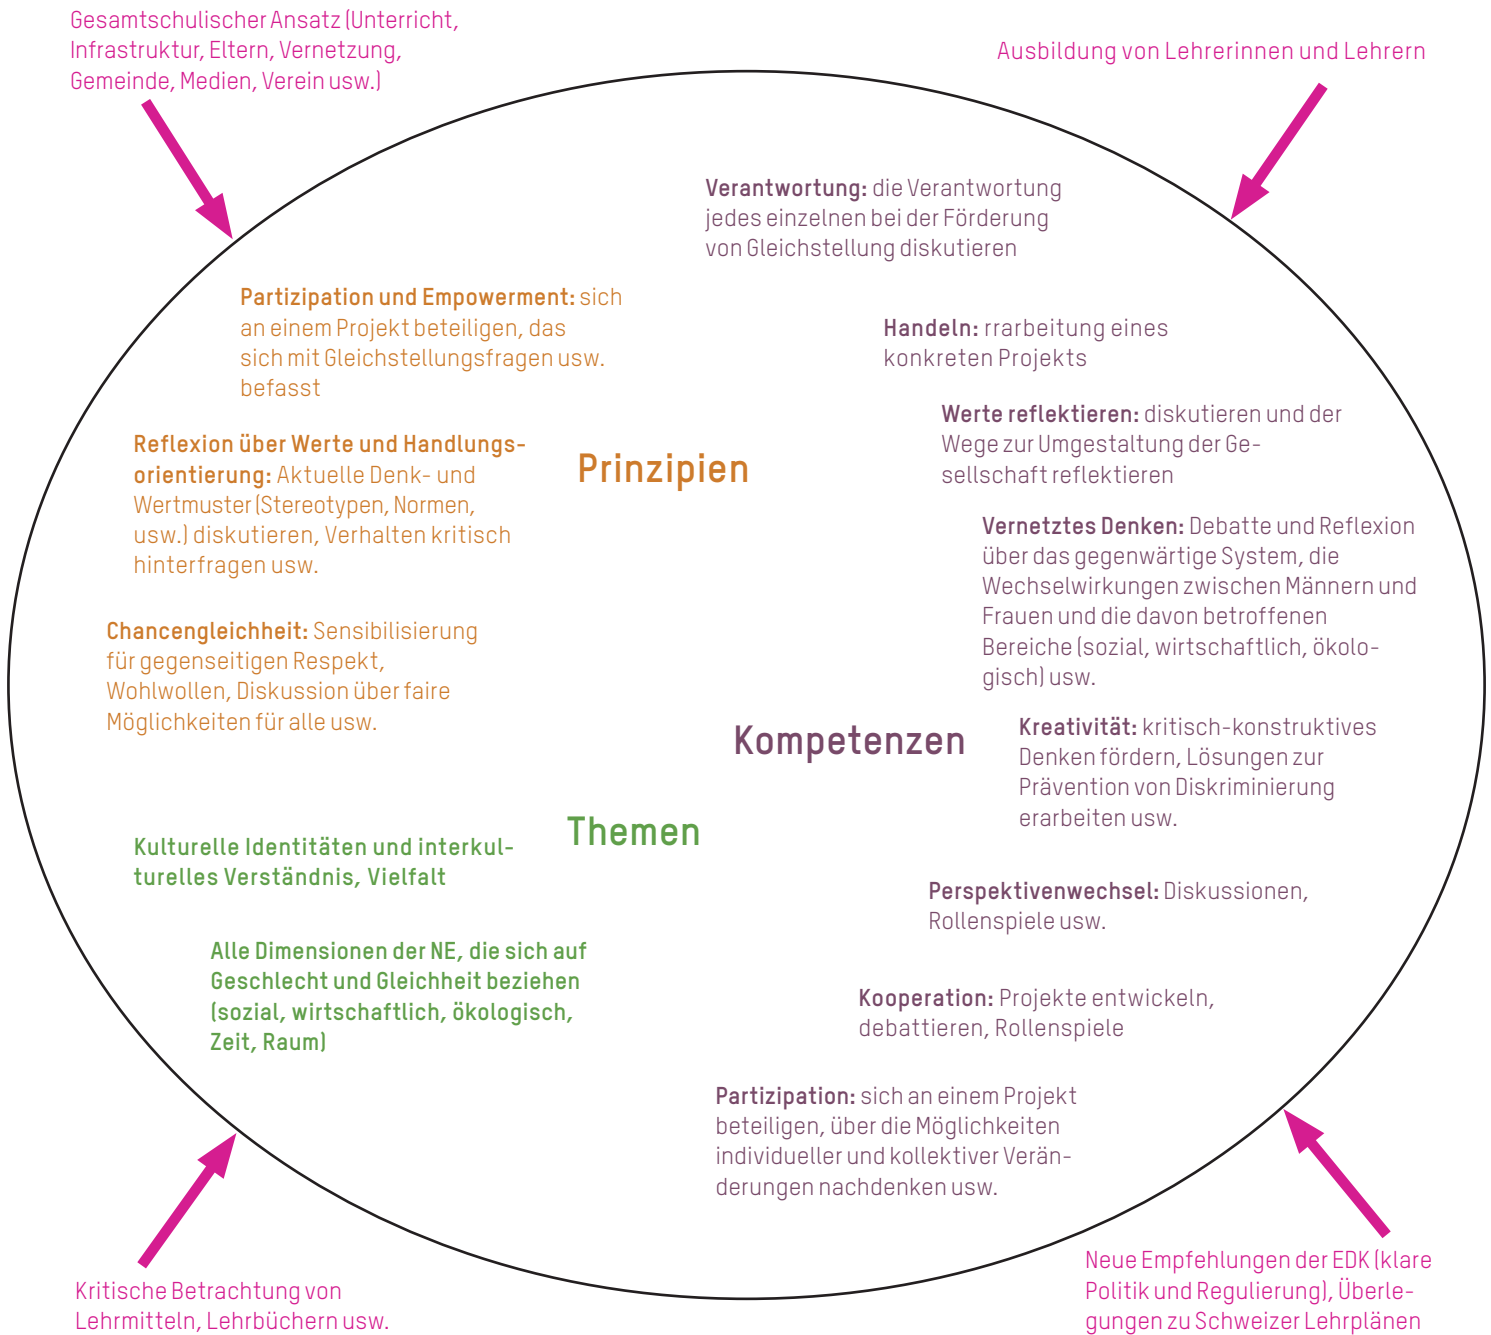 Gesamtschulischer Ansatz (Unterricht,
Infrastruktur, Eltern, Vernetzung,
Gemeinde, Medien, Verein usw.)
Ausbildung von Lehrerinnen und Lehrern
Verantwortung: die Verantwortung
jedes einzelnen bei der Förderung
von Gleichstellung diskutieren
Partizipation und Empowerment: sich
an einem Projekt beteiligen, das
sich mit Gleichstellungsfragen usw.
befasst
Handeln: rrarbeitung eines
konkreten Projekts
Werte reflektieren: diskutieren und der
Wege zur Umgestaltung der Ge-
sellschaft reflektieren
Reflexion über Werte und Handlungs-
orientierung: Aktuelle Denk- und
Wertmuster (Stereotypen, Normen,
usw.) diskutieren, Verhalten kritisch
hinterfragen usw.
Prinzipien
Vernetztes Denken: Debatte und Reflexion
über das gegenwärtige System, die
Wechselwirkungen zwischen Männern und
Frauen und die davon betroffenen
Bereiche (sozial, wirtschaftlich, ökolo-
gisch) usw.
Chancengleichheit: Sensibilisierung
für gegenseitigen Respekt,
Wohlwollen, Diskussion über faire
Möglichkeiten für alle usw.
Kompetenzen
Kreativität: kritisch-konstruktives
Denken fördern, Lösungen zur
Prävention von Diskriminierung
erarbeiten usw.
Themen
Kulturelle Identitäten und interkul-
turelles Verständnis, Vielfalt
Perspektivenwechsel: Diskussionen,
Rollenspiele usw.
Alle Dimensionen der NE, die sich auf
Geschlecht und Gleichheit beziehen
(sozial, wirtschaftlich, ökologisch,
Zeit, Raum)
Kooperation: Projekte entwickeln,
debattieren, Rollenspiele
Partizipation: sich an einem Projekt
beteiligen, über die Möglichkeiten
individueller und kollektiver Verän-
derungen nachdenken usw.
Kritische Betrachtung von
Lehrmitteln, Lehrbüchern usw.
Neue Empfehlungen der EDK (klare
Politik und Regulierung), Überle-
gungen zu Schweizer Lehrplänen